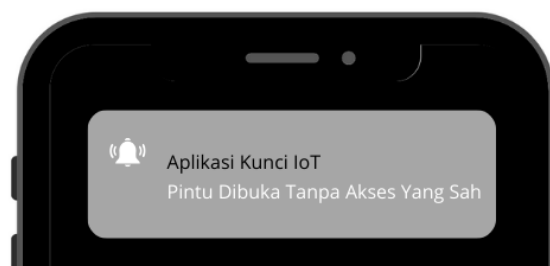 Aplikasi Kunci IoT
Pintu Dibuka Tanpa Akses Yang Sah